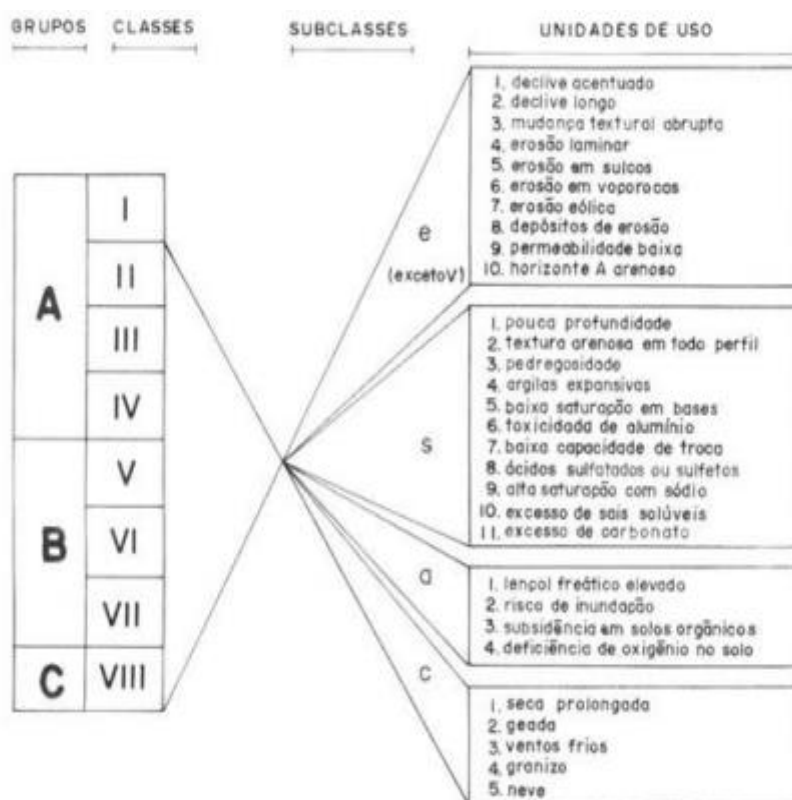 GRUPOS CLASSES SUBCLASSES UNIDADES DE USO
A
B
C
I
II
III
IV
V
VI
VII
VIII
e
(exceto V)
1. declive acentuado
2. declive longo
3. mudança textural abrupta
4. erosão laminar
5. erosão em sulcos
6. erosão em voporocas
7. erosão eólica
8. depósitos de erosão
9. permeabilidade baixa
10. horizonte A arenoso
s
1. pouca profundidade
2. textura arenosa em todo perfil
3. pedregosidade
4. argilas expansivas
5. baixa saturação em bases
6. toxicidade de alumínio
7. baixa capacidade de troca
8. ácidos sulfatados ou sulfetos
9. alta saturação com sódio
10. excesso de sais solúveis
11. excesso de carbonato
a
1. lençol freático elevado
2. risco de inundação
3. subsidência em solos orgânicos
4. deficiência de oxigênio no solo
c
1. seca prolongada
2. geada
3. ventos frios
4. granizo
5. neve